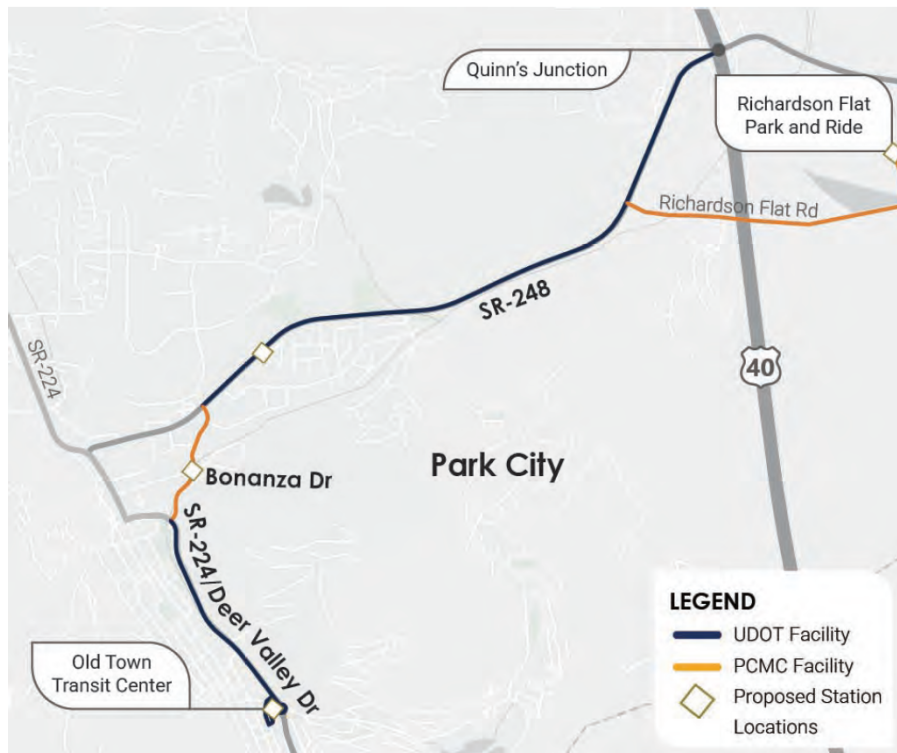 Quinn's Junction
Richardson Flat
Park and Ride
Richardson Flat Rd
SR-248
SR-224
40
Park City
Bonanza Dr
SR-224/Deer Valley Dr
Old Town
Transit Center
LEGEND
UDOT Facility
PCMC Facility
Proposed Station
Locations